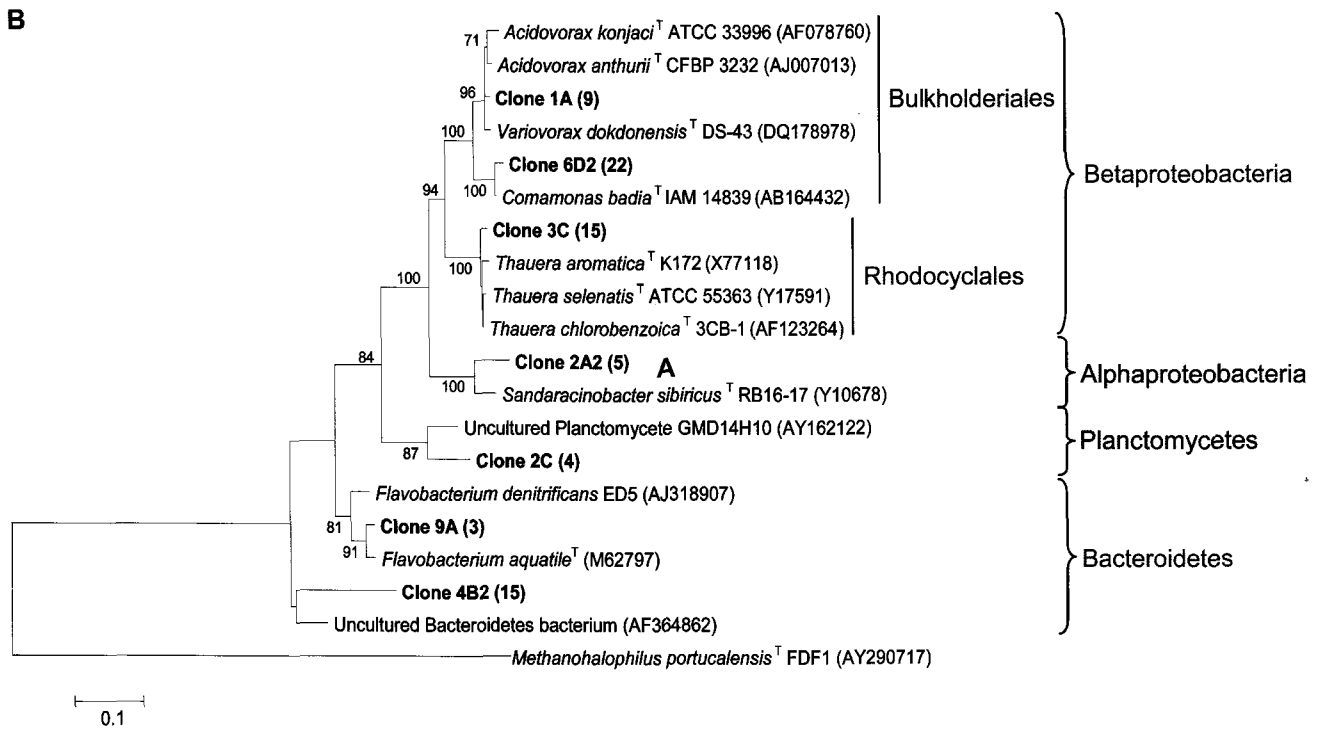 B
Acidovorax konjaci T ATCC 33996 (AF078760)
71
Acidovorax anthurii T CFBP 3232 (AJ007013)
96
Clone 1A (9)
Bulkholderiales
Variovorax dokdonensis T DS-43 (DQ178978)
100
Clone 6D2 (22)
Betaproteobacteria
94
100
Comamonas badia T IAM 14839 (AB164432)
Clone 3C (15)
100
Thauera aromatica T K172 (X77118)
Rhodocyclales
100
Thauera selenatis T ATCC 55363 (Y17591)
Thauera chlorobenzoica T 3CB-1 (AF123264)
84
Clone 2A2 (5)
A
Alphaproteobacteria
100
Sandaracinobacter sibiricus T RB16-17 (Y10678)
Uncultured Planctomycete GMD14H10 (AY162122)
Planctomycetes
87
Clone 2C (4)
Flavobacterium denitrificans ED5 (AJ318907)
81
Clone 9A (3)
91
Flavobacterium aquatile T (M62797)
Bacteroidetes
Clone 4B2 (15)
Uncultured Bacteroidetes bacterium (AF364862)
Methanohalophilus portucalensis T FDF1 (AY290717)
0.1